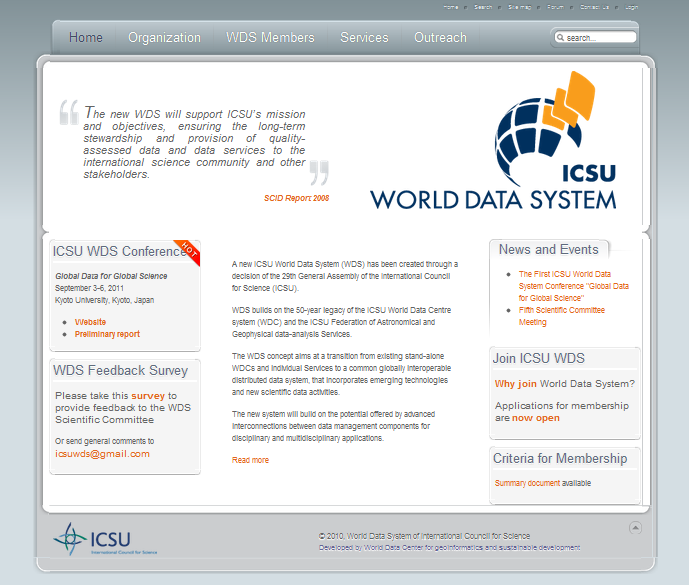 Home Search Site map Forum Contact us Login
Home Organization WDS Members Services Outreach search...
The new WDS will support ICSU's mission
and objectives, ensuring the long-term
stewardship and provision of quality-
assessed data and data services to the
international science community and other
stakeholders.
SCID Report 2008
ICSU
WORLD DATA SYSTEM
ICSU WDS Conference
HOT
Global Data for Global Science
September 3-6, 2011
Kyoto University, Kyoto, Japan
Website
Preliminary report
WDS Feedback Survey
Please take this survey to
provide feedback to the WDS
Scientific Committee
Or send general comments to
icsuwds@gmail.com
A new ICSU World Data System (WDS) has been created through a
decision of the 29th General Assembly of the International Council
for Science (ICSU).
WDS builds on the 50-year legacy of the ICSU World Data Centre
system (WDC) and the ICSU Federation of Astronomical and
Geophysical data-analysis Services.
The WDS concept aims at a transition from existing stand-alone
WDCs and individual Services to a common globally interoperable
distributed data system, that incorporates emerging technologies
and new scientific data activities.
The new system will build on the potential offered by advanced
interconnections between data management components for
disciplinary and multidisciplinary applications.
Read more
News and Events
The First ICSU World Data
System Conference "Global Data
for Global Science"
Fifth Scientific Committee
Meeting
Join ICSU WDS
Why join World Data System?
Applications for membership
are now open
Criteria for Membership
Summary document available
ICSU
International Council for Science
© 2010, World Data System of International Council for Science
Developed by World Data Center for geoinformatics and sustainable development